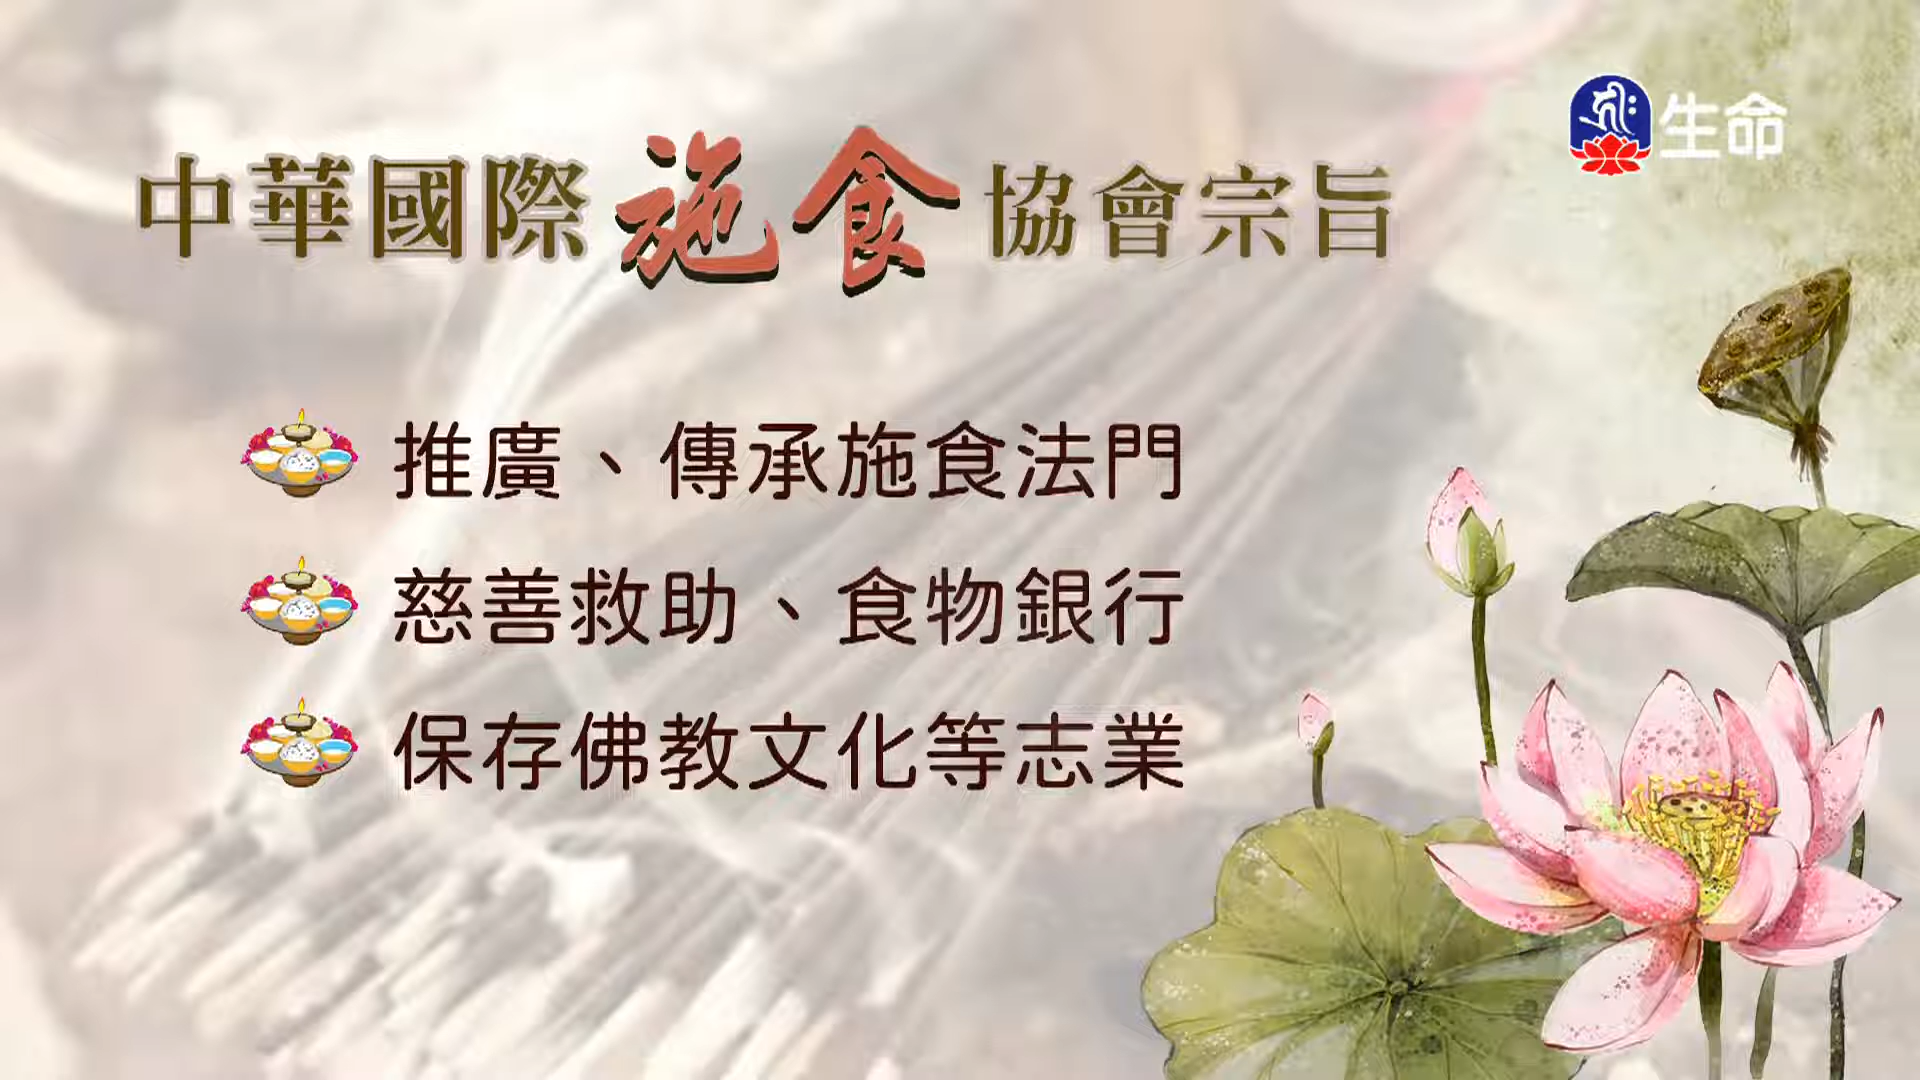 生命
中華國際施食協會宗旨
推廣、傳承施食法門
慈善救助、食物銀行
保存佛教文化等志業